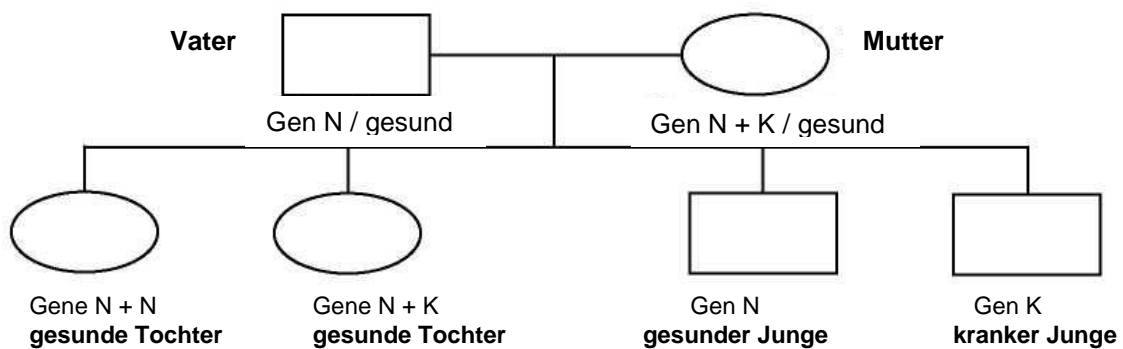 Vater
Mutter
Gen N / gesund
Gen N + K / gesund
Gene N + N
gesunde Tochter
Gene N + K
gesunde Tochter
Gen N
gesunder Junge
Gen K
kranker Junge